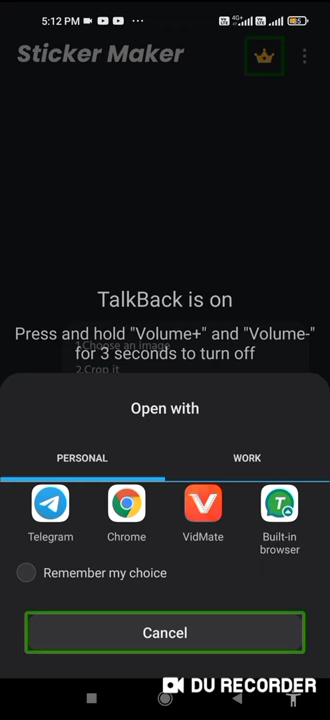 5:12 PM
Sticker Maker
TalkBack is on
Press and hold "Volume+" and "Volume-"
1.Choose an image
for 3 seconds to turn off
2.Crop it
Open with
PERSONAL
WORK
Telegram
Chrome
VidMate
Built-in
browser
Remember my choice
Cancel
DU RECORDER